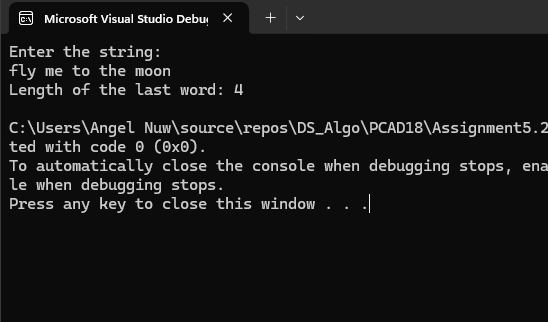 Microsoft Visual Studio Debu
Enter the string:
fly me to the moon
Length of the last word: 4
C:\Users\Angel Nuw\source\repos\DS_Algo\PCAD18\Assignment5.2
ted with code 0 (0x0).
To automatically close the console when debugging stops, ena
le when debugging stops.
Press any key to close this window . . .